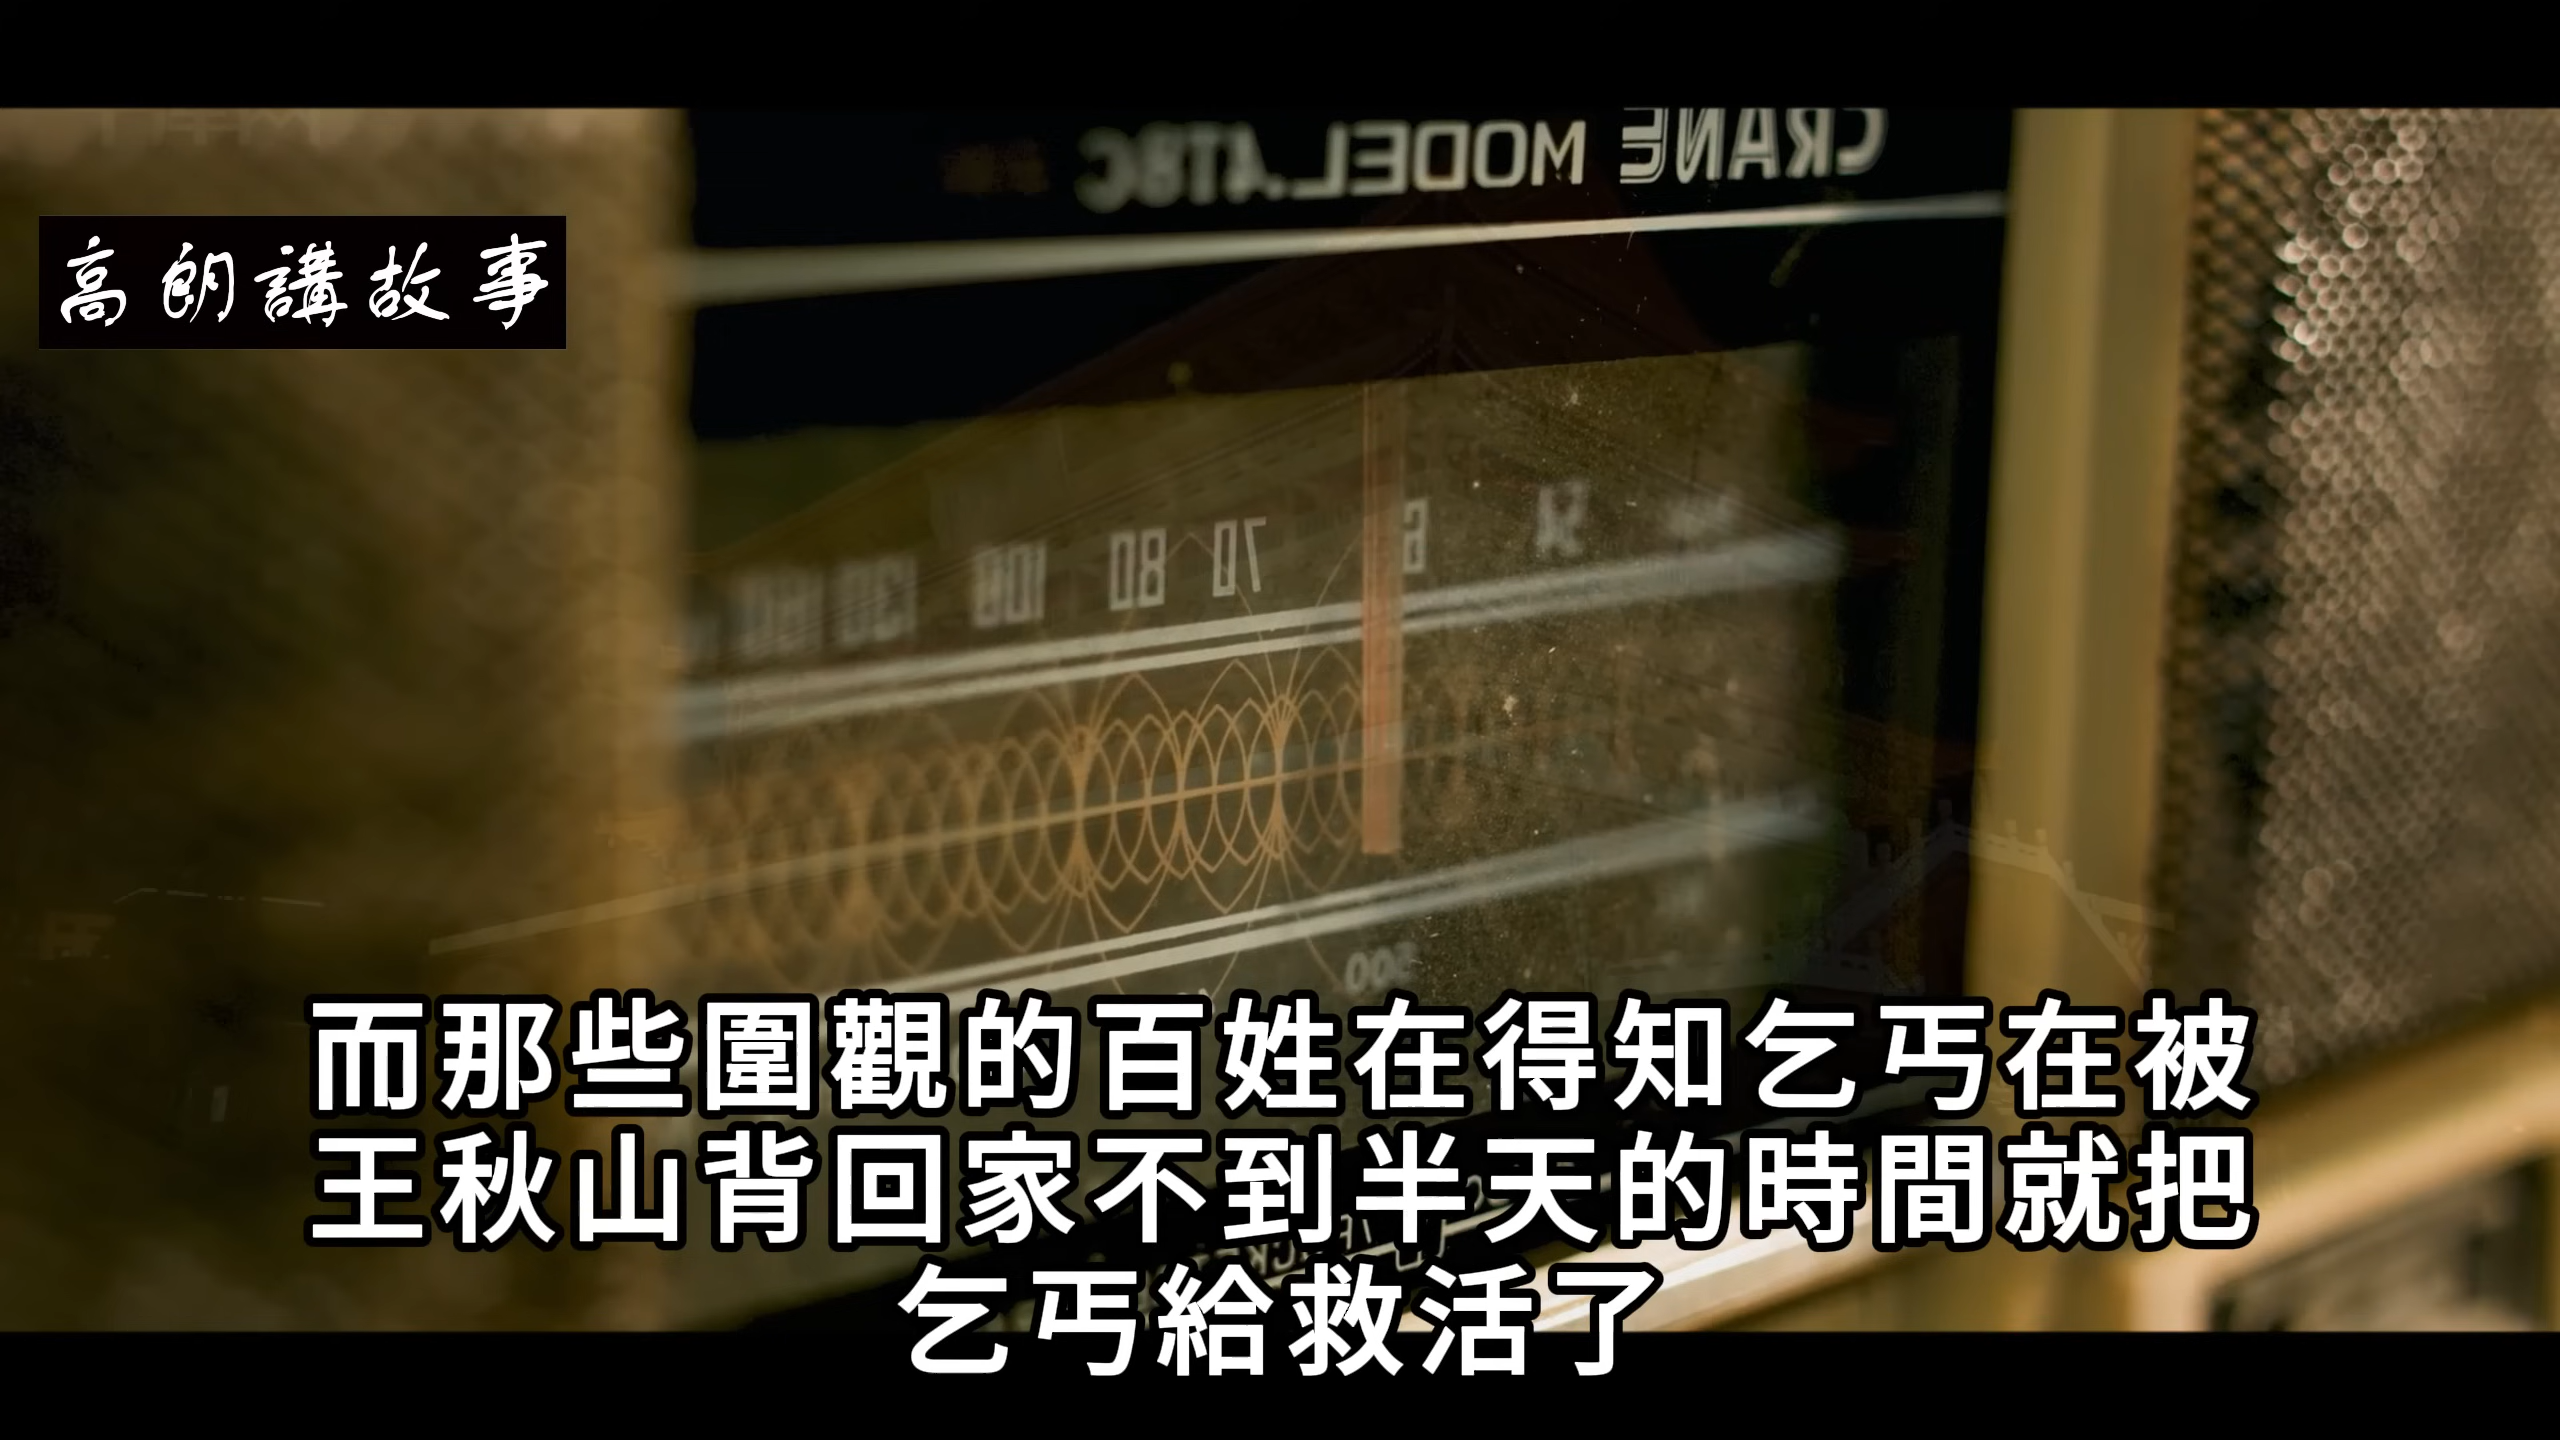 CRANE MODEL.4T8C
高朗講故事
130 100 80 70
而那些圍觀的百姓在得知乞丐在被
王秋山背回家不到半天的時間就把
乞丐給救活了